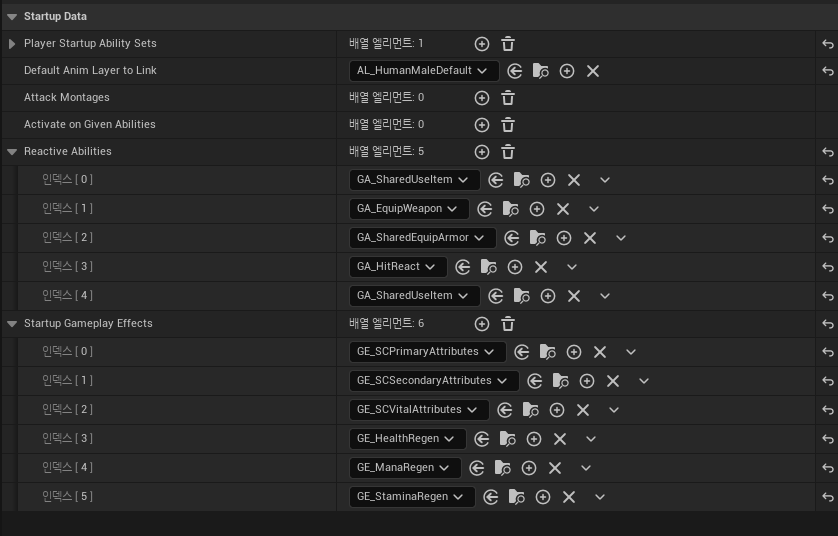 Startup Data
Player Startup Ability Sets 배열 엘리먼트: 1
Default Anim Layer to Link AL_HumanMaleDefault
Attack Montages 배열 엘리먼트: 0
Activate on Given Abilities 배열 엘리먼트: 0
Reactive Abilities 배열 엘리먼트: 5
인덱스 [ 0 ] GA_SharedUseItem
인덱스 [ 1 ] GA_EquipWeapon
인덱스 [ 2 ] GA_SharedEquipArmor
인덱스 [ 3 ] GA_HitReact
인덱스 [ 4 ] GA_SharedUseItem
Startup Gameplay Effects 배열 엘리먼트: 6
인덱스 [ 0 ] GE_SCPrimaryAttributes
인덱스 [ 1 ] GE_SCSecondaryAttributes
인덱스 [ 2 ] GE_SCVitalAttributes
인덱스 [ 3 ] GE_HealthRegen
인덱스 [ 4 ] GE_ManaRegen
인덱스 [ 5 ] GE_StaminaRegen